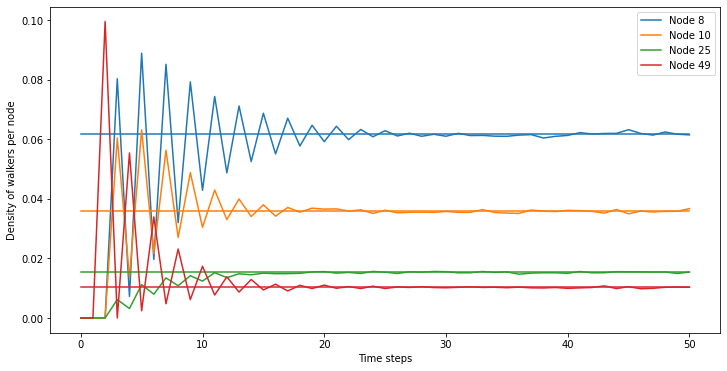 Node 8
Node 10
Node 25
Node 49
0.10
0.08
0.06
0.04
0.02
0.00
Density of walkers per node
0 10 20 30 40 50
Time steps